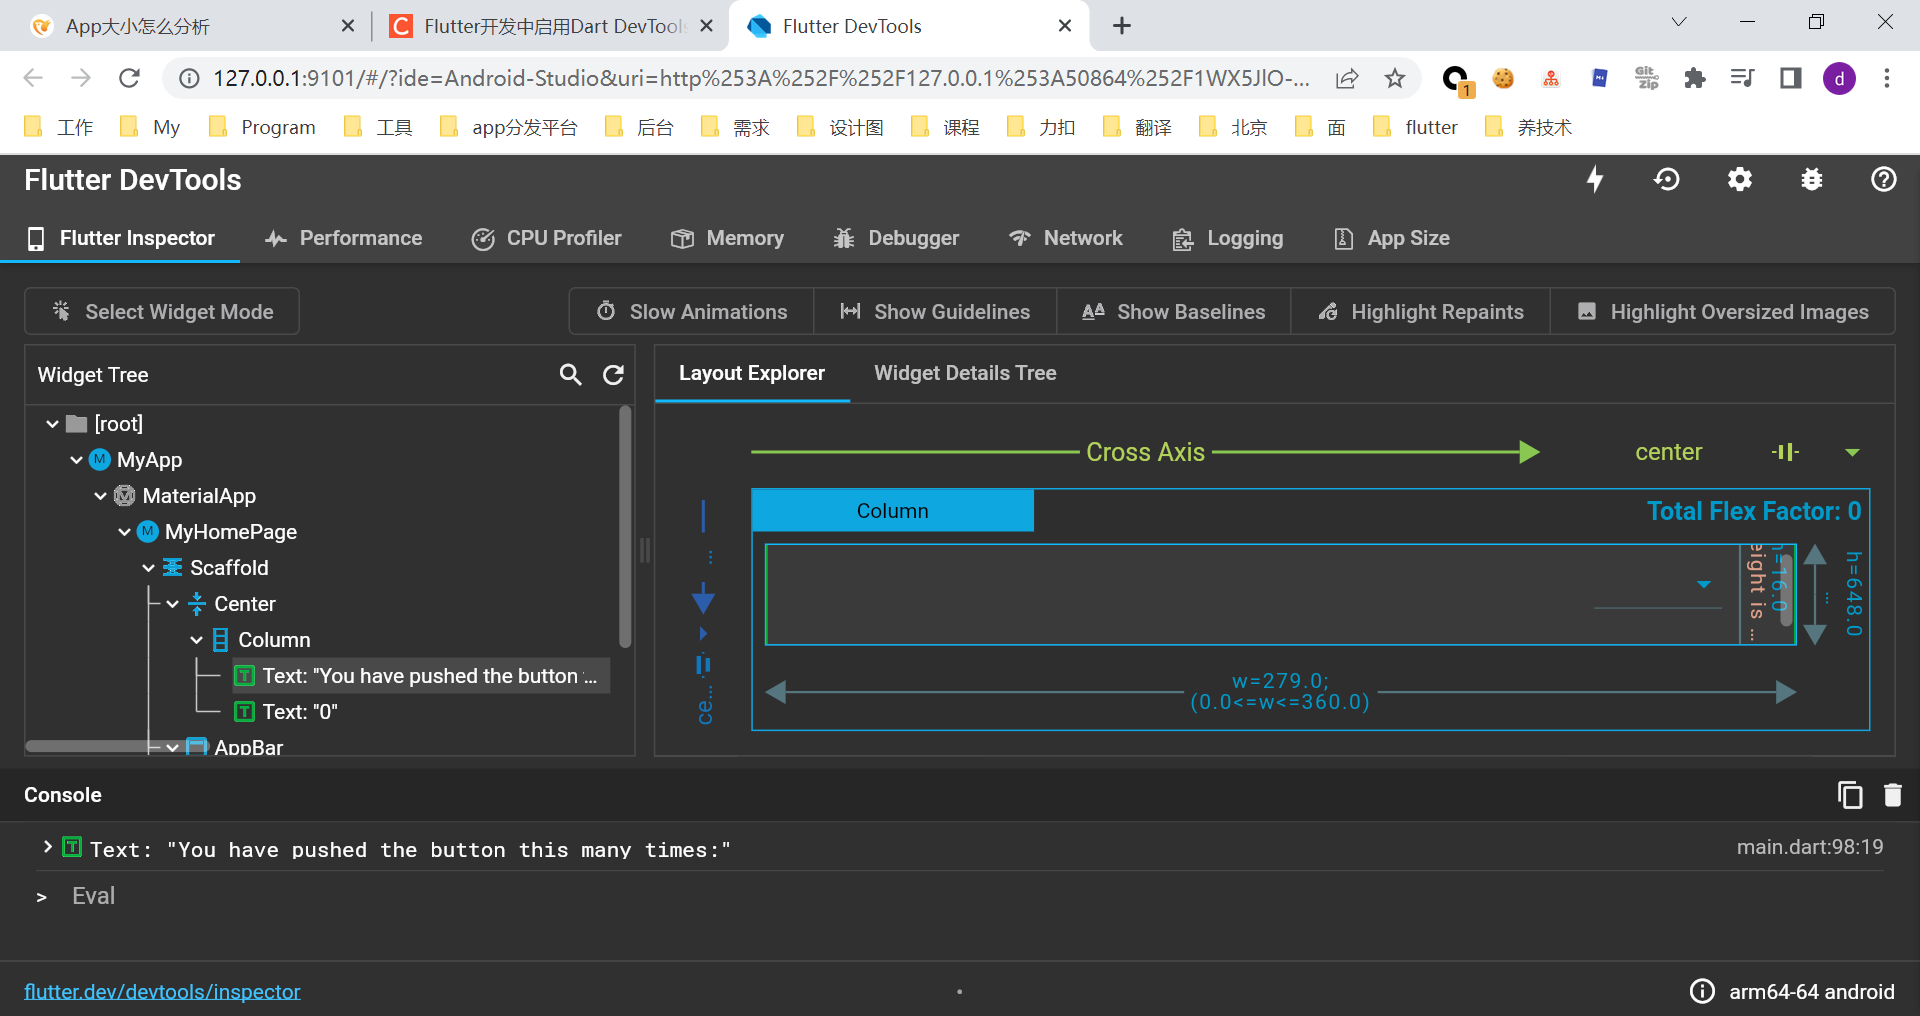 App大小怎么分析
Flutter开发中启用Dart DevTools
Flutter DevTools
127.0.0.1:9101/#/?ide=Android-Studio&uri=http%253A%252F%252F127.0.0.1%253A50864%252F1WX5JlO-...
1
Git zip
d
工作 My Program 工具 app分发平台 后台 需求 设计图 课程 力扣 翻译 北京 面 flutter 养技术
Flutter DevTools
Flutter Inspector Performance CPU Profiler Memory Debugger Network Logging App Size
Select Widget Mode Slow Animations Show Guidelines Show Baselines Highlight Repaints Highlight Oversized Images
Widget Tree
[root]
M MyApp
MaterialApp
M MyHomePage
Scaffold
Center
Column
T Text: "You have pushed the button ...
T Text: "0"
AppBar
Layout Explorer Widget Details Tree
Cross Axis center
Column Total Flex Factor: 0
eight is ...
h=16.0
...
h=648.0
...
ce...
w=279.0;
(0.0<=w<=360.0)
Console
T Text: "You have pushed the button this many times:" main.dart:98:19
> Eval
flutter.dev/devtools/inspector
arm64-64 android